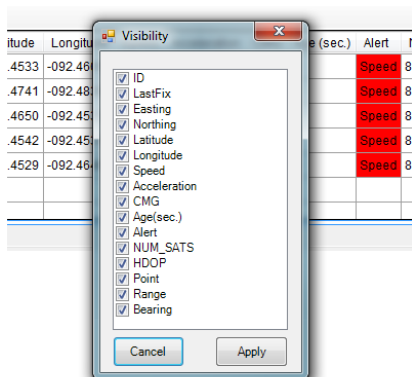 itude Longitu e (sec.) Alert
Visibility
.4533 -092.46 Speed 8
.4741 -092.48 Speed 8
.4650 -092.45 Speed 8
.4542 -092.45 Speed 8
.4529 -092.46 Speed 8
ID
LastFix
Easting
Northing
Latitude
Longitude
Speed
Acceleration
CMG
Age(sec.)
Alert
NUM_SATS
HDOP
Point
Range
Bearing
Cancel Apply